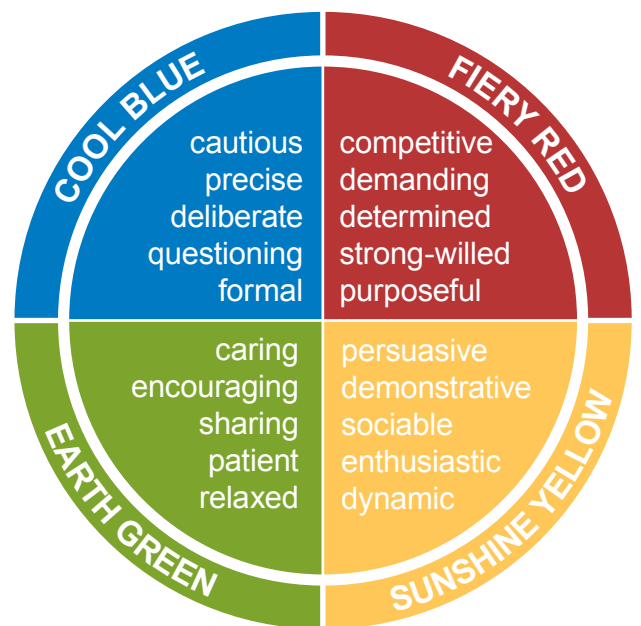 COOL BLUE
cautious
precise
deliberate
questioning
formal
FIERY RED
competitive
demanding
determined
strong-willed
purposeful
EARTH GREEN
caring
encouraging
sharing
patient
relaxed
SUNSHINE YELLOW
persuasive
demonstrative
sociable
enthusiastic
dynamic